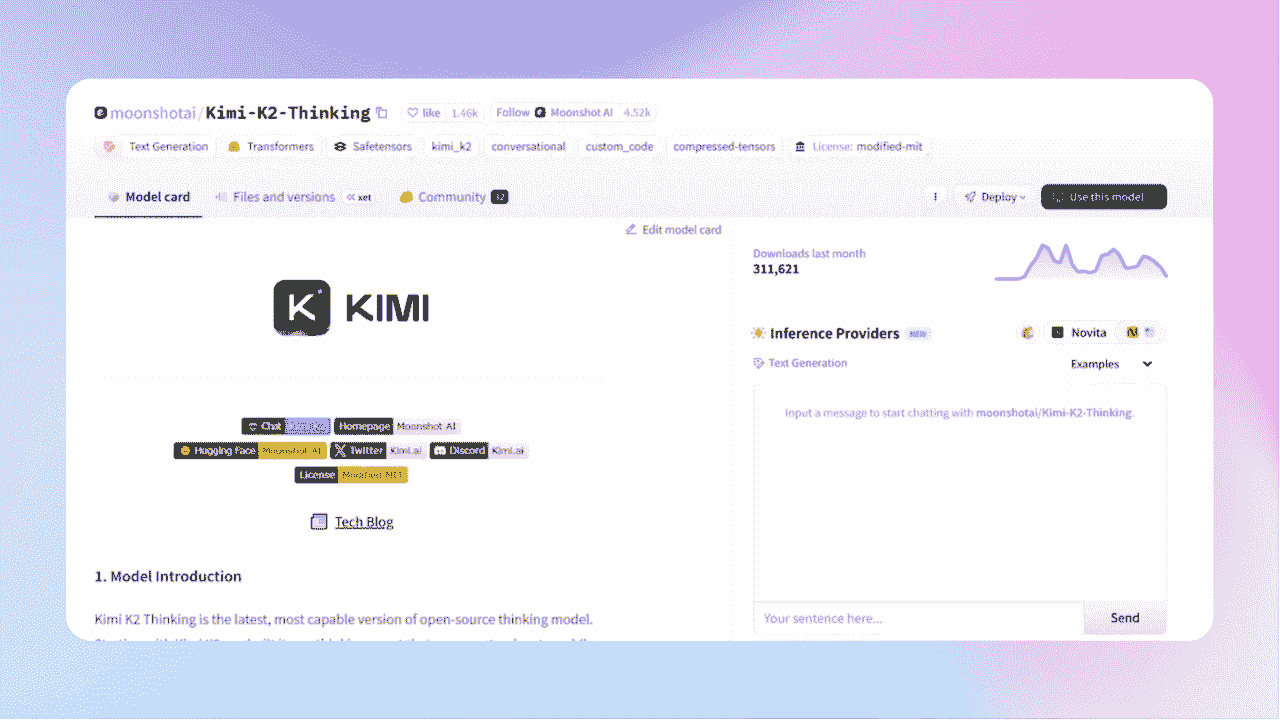 moonshotai/Kimi-K2-Thinking like 1.46k Follow Moonshot AI 4.52k
Text Generation Transformers Safetensors kimi_k2 conversational custom_code compressed-tensors License: modified-mit
Model card Files and versions xet Community 32 Deploy Use this model
Edit model card
Downloads last month
311,621
K KIMI
Inference Providers NEW Novita
Text Generation Examples
Input a message to start chatting with moonshotai/Kimi-K2-Thinking.
Chat Homepage Moonshot AI
Hugging Face Moonshot AI Twitter Kimi.ai Discord Kimi.ai
License Modified MIT
Tech Blog
1. Model Introduction
Kimi K2 Thinking is the latest, most capable version of open-source thinking model.
Your sentence here... Send